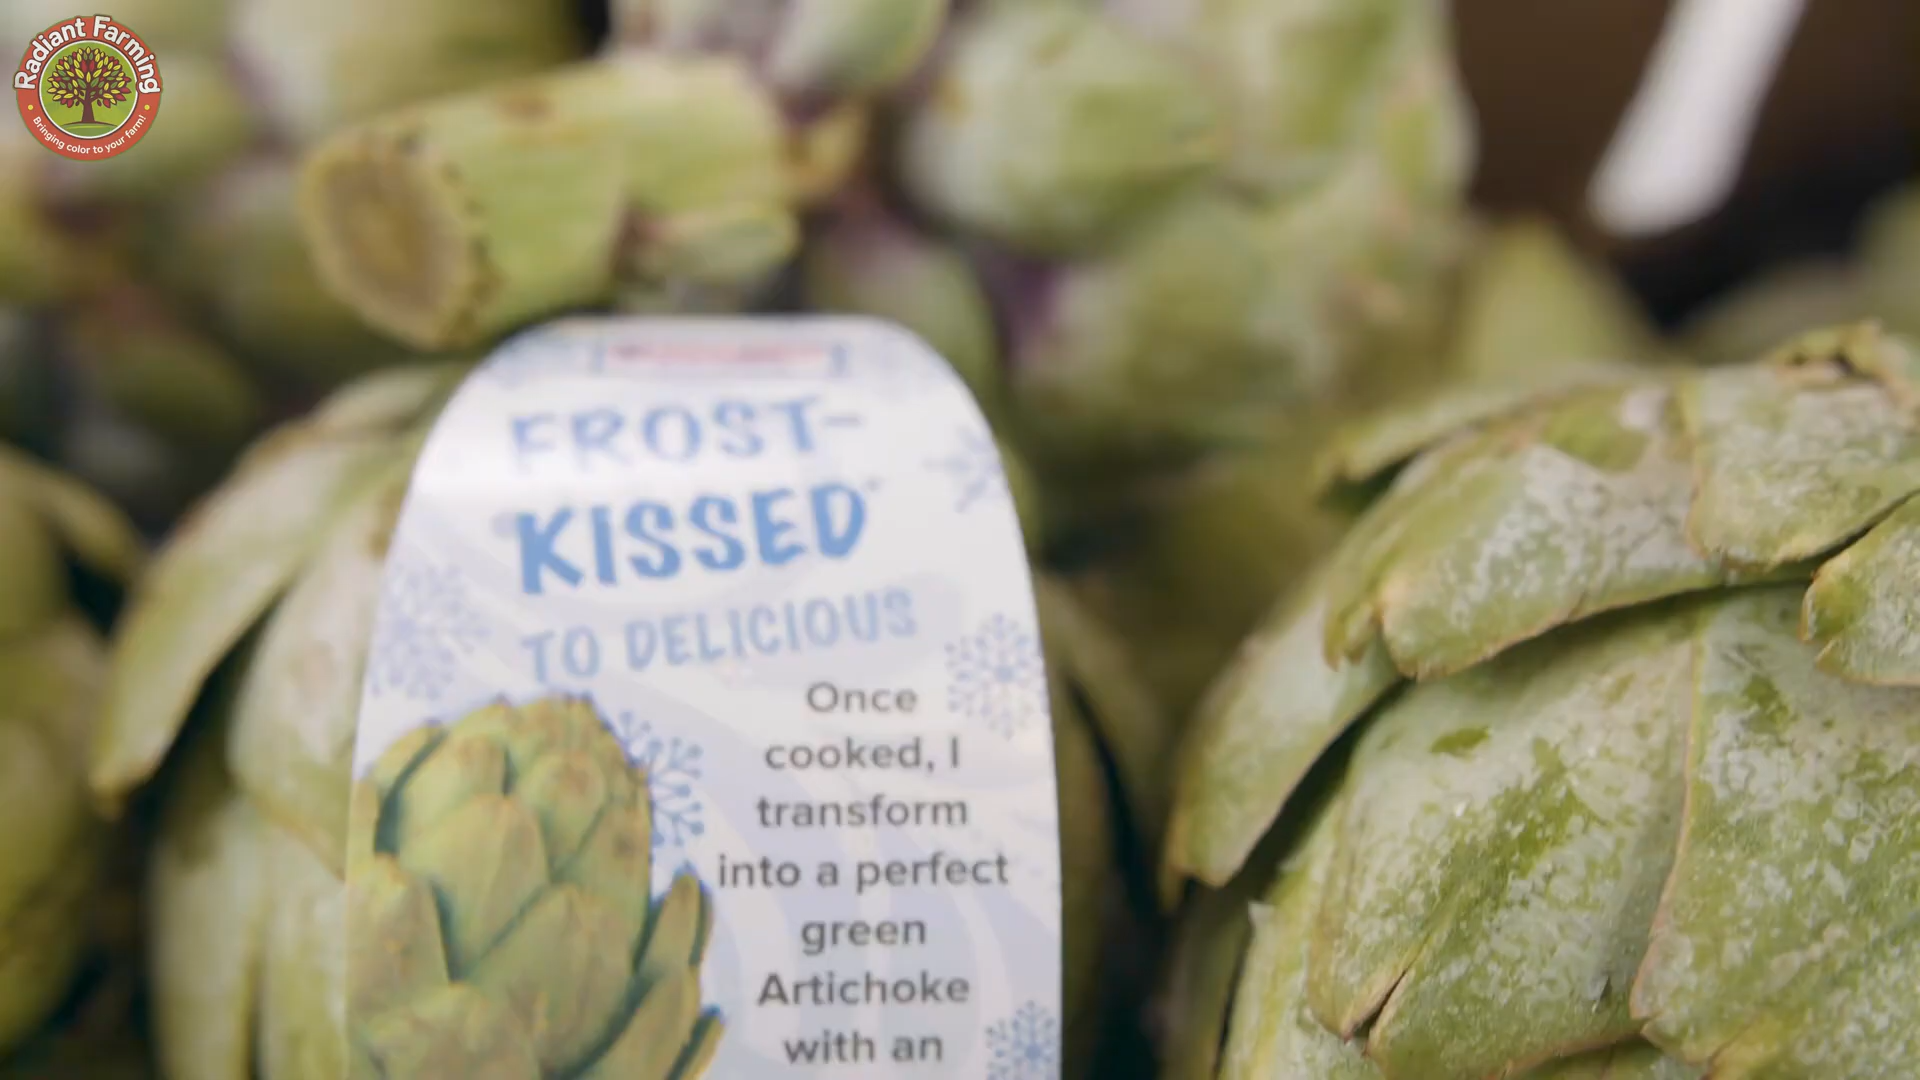 Radiant Farming
Bringing color to your farm!
FROST-
KISSED
TO DELICIOUS
Once
cooked, I
transform
into a perfect
green
Artichoke
with an